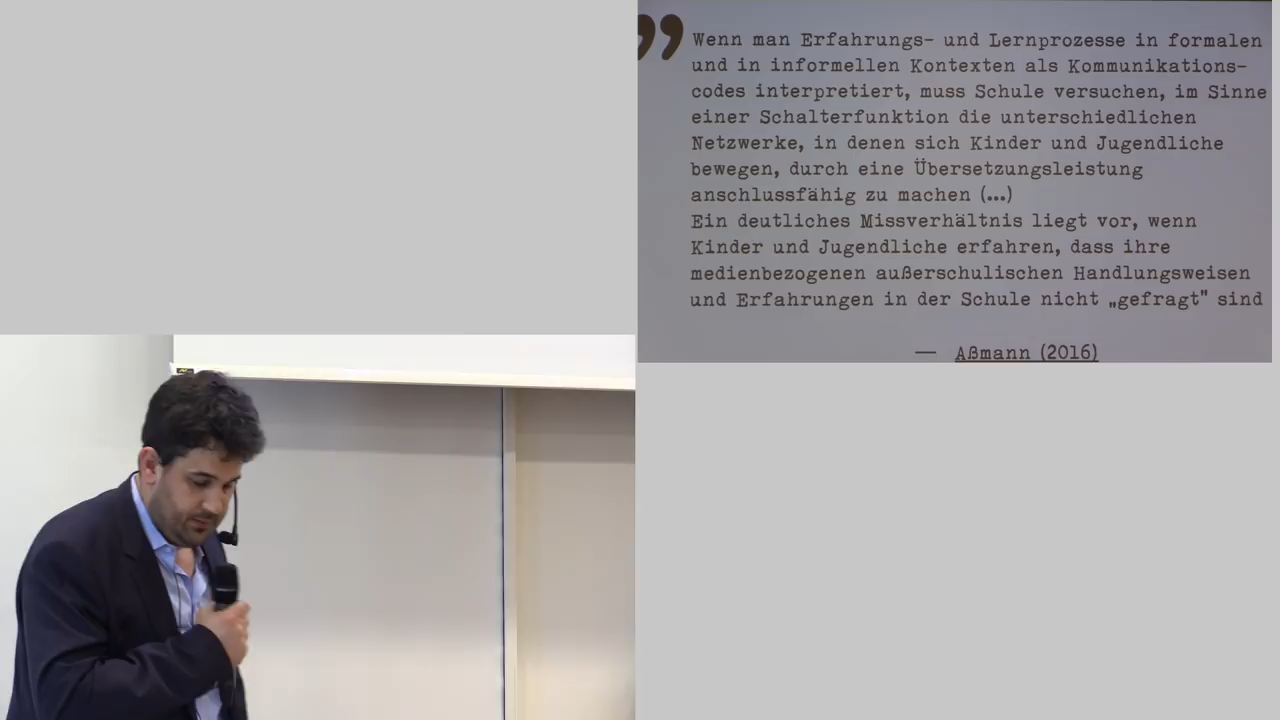 ”
Wenn man Erfahrungs- und Lernprozesse in formalen
und in informellen Kontexten als Kommunikations-
codes interpretiert, muss Schule versuchen, im Sinne
einer Schalterfunktion die unterschiedlichen
Netzwerke, in denen sich Kinder und Jugendliche
bewegen, durch eine Übersetzungsleistung
anschlussfähig zu machen (...)
Ein deutliches Missverhältnis liegt vor, wenn
Kinder und Jugendliche erfahren, dass ihre
medienbezogenen außerschulischen Handlungsweisen
und Erfahrungen in der Schule nicht „gefragt" sind
— Aßmann (2016)